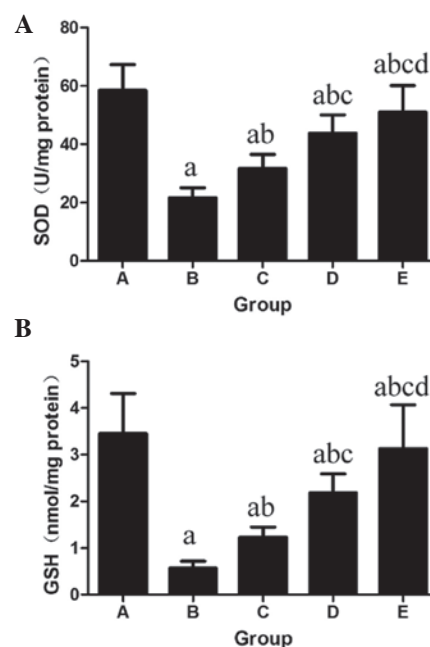 A
SOD （U/mg protein）
80
60
40
20
0
a
ab
abc
abcd
A B C D E
Group
B
GSH （nmol/mg protein）
5
4
3
2
1
0
a
ab
abc
abcd
A B C D E
Group